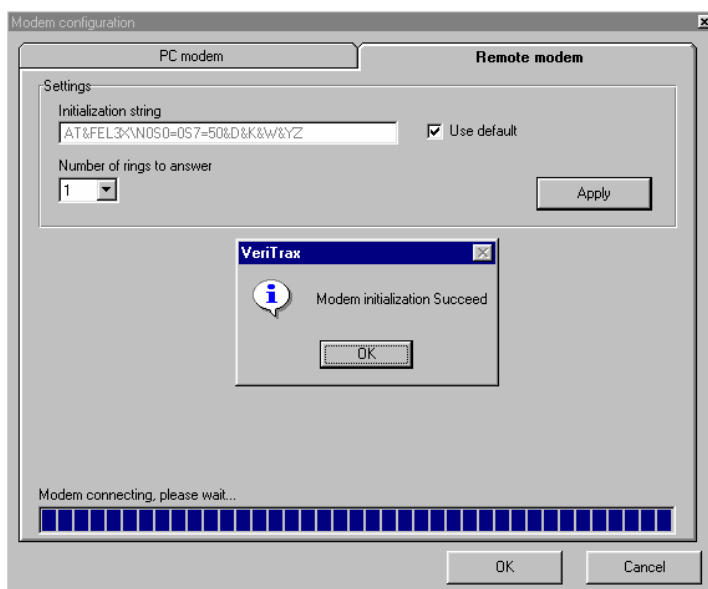 Modem configuration
PC modem
Remote modem
Settings
Initialization string
AT&FEL3X\N0S0=0S7=50&D&K&W&YZ
Use default
Number of rings to answer
1
Apply
VeriTrax
Modem initialization Succeed
OK
Modem connecting, please wait...
OK
Cancel